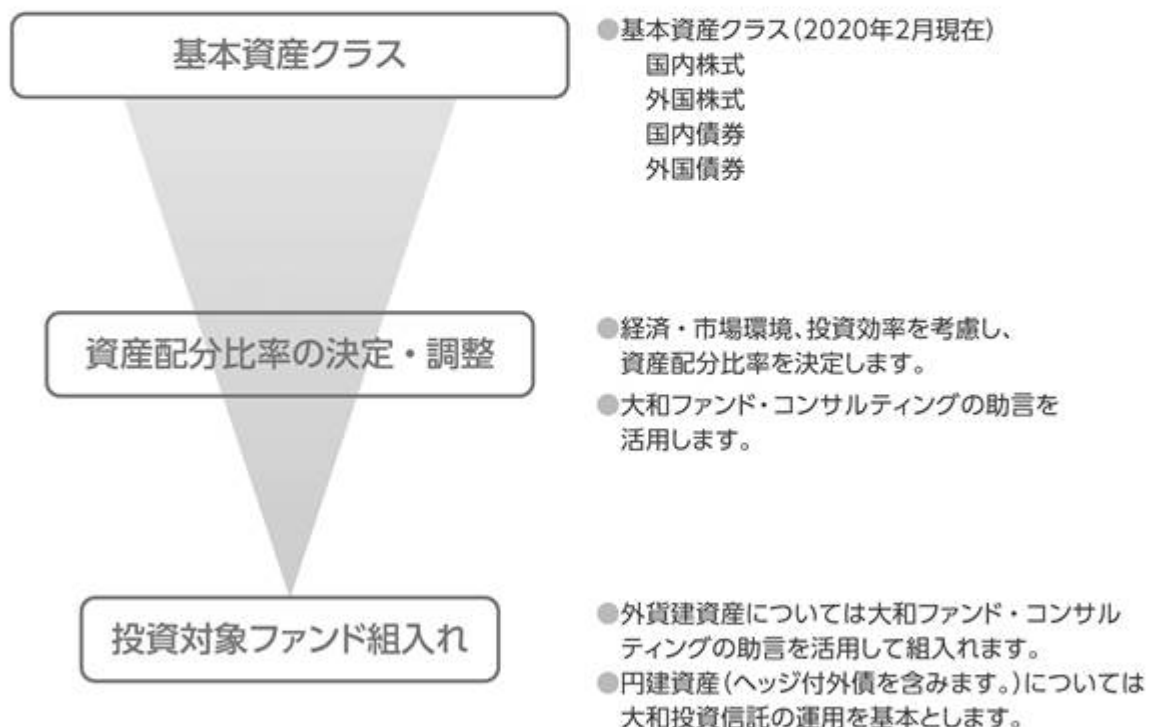 基本資産クラス
●基本資産クラス(2020年2月現在)
国内株式
外国株式
国内債券
外国債券
資産配分比率の決定・調整
●経済・市場環境、投資効率を考慮し、
資産配分比率を決定します。
●大和ファンド・コンサルティングの助言を
活用します。
投資対象ファンド組入れ
●外貨建資産については大和ファンド・コンサル
ティングの助言を活用して組入れます。
●円建資産(ヘッジ付外債を含みます。)については
大和投資信託の運用を基本とします。